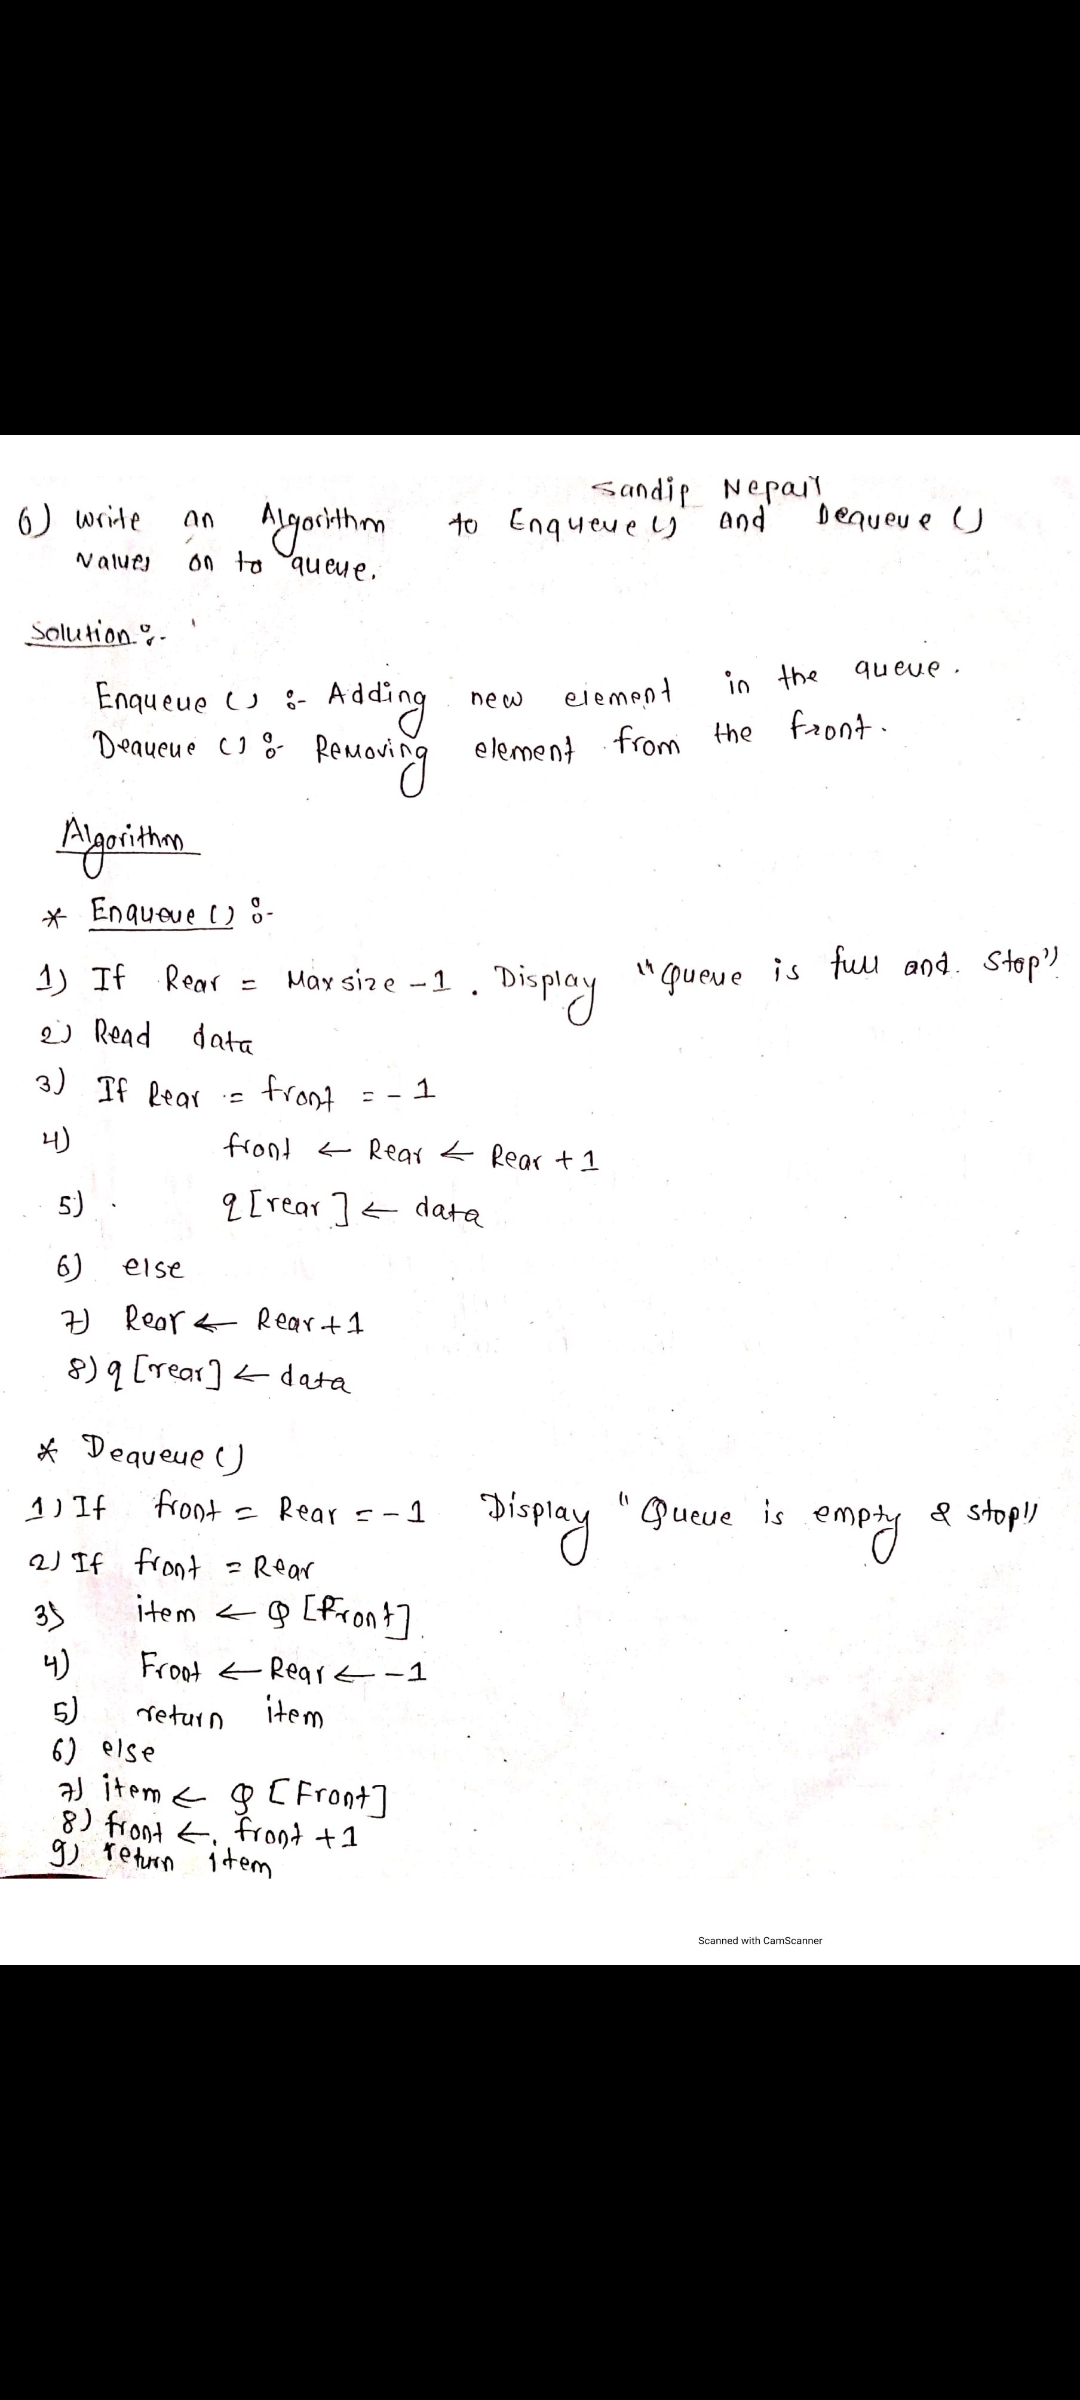 Sandip Nepali
6) write an Algorithm to Enqueue () and Dequeue ()
values on to queue.
Solution :-
Enqueue () :- Adding new element in the queue.
Dequeue () :- Removing element from the front.
Algorithm
* Enqueue () :-
1) If Rear = Maxsize -1. Display "Queue is full and. Stop"
2) Read data
3) If Rear = front = -1
4) front ← Rear ← Rear +1
5) q [rear] ← data
6) else
7) Rear ← Rear+1
8) q [rear] ← data
* Dequeue ()
1) If front = Rear = -1 Display "Queue is empty & stop"
2) If front = Rear
3) item ← Q [Front].
4) Front ← Rear ← -1
5) return item
6) else
7) item ← Q [Front]
8) front ← front +1
9) return item
Scanned with CamScanner